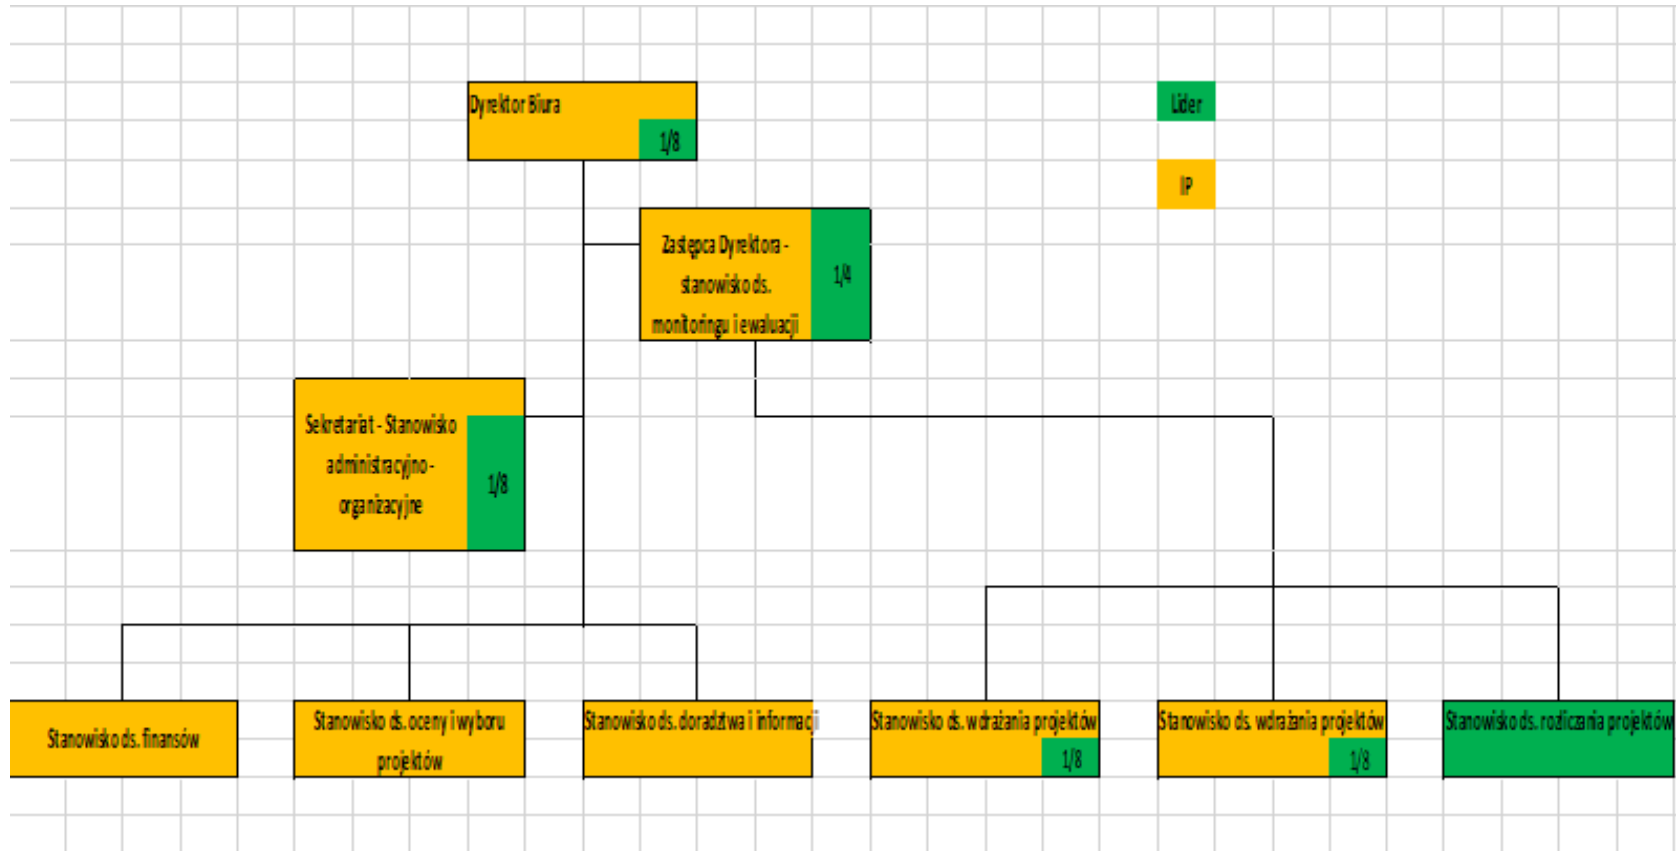 Dyrektor Biura
1/8
Lider
IP
Zastępca Dyrektora -
stanowisko ds.
monitoringu i ewaluacji
1/4
Sekretariat - Stanowisko
administracyjno -
organizacyjne
1/8
Stanowisko ds. finansów
Stanowisko ds. oceny i wyboru
projektów
Stanowisko ds. doradztwa i informacji
Stanowisko ds. wdrażania projektów
1/8
Stanowisko ds. wdrażania projektów
1/8
Stanowisko ds. rozliczania projektów